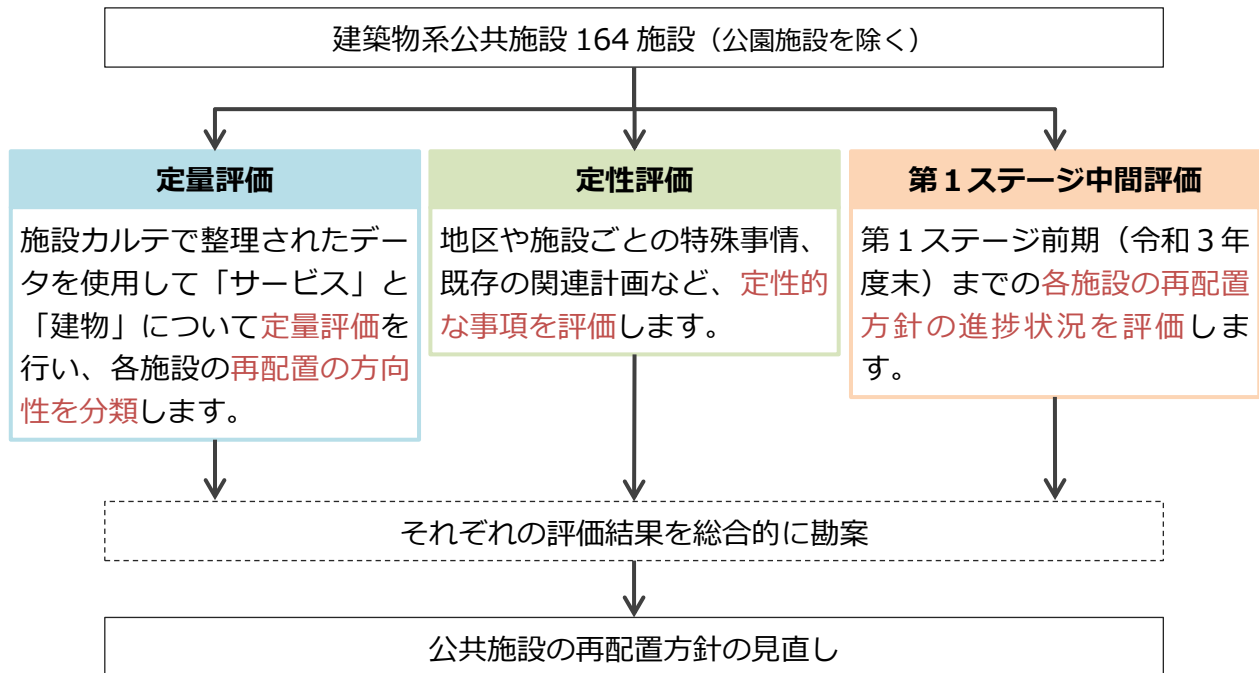 建築物系公共施設 164 施設（公園施設を除く）
定量評価
施設カルテで整理されたデー
タを使用して「サービス」と
「建物」について定量評価を
行い、各施設の再配置の方向
性を分類します。
定性評価
地区や施設ごとの特殊事情、
既存の関連計画など、定性的
な事項を評価します。
第１ステージ中間評価
第１ステージ前期（令和３年
度末）までの各施設の再配置
方針の進捗状況を評価しま
す。
それぞれの評価結果を総合的に勘案
公共施設の再配置方針の見直し